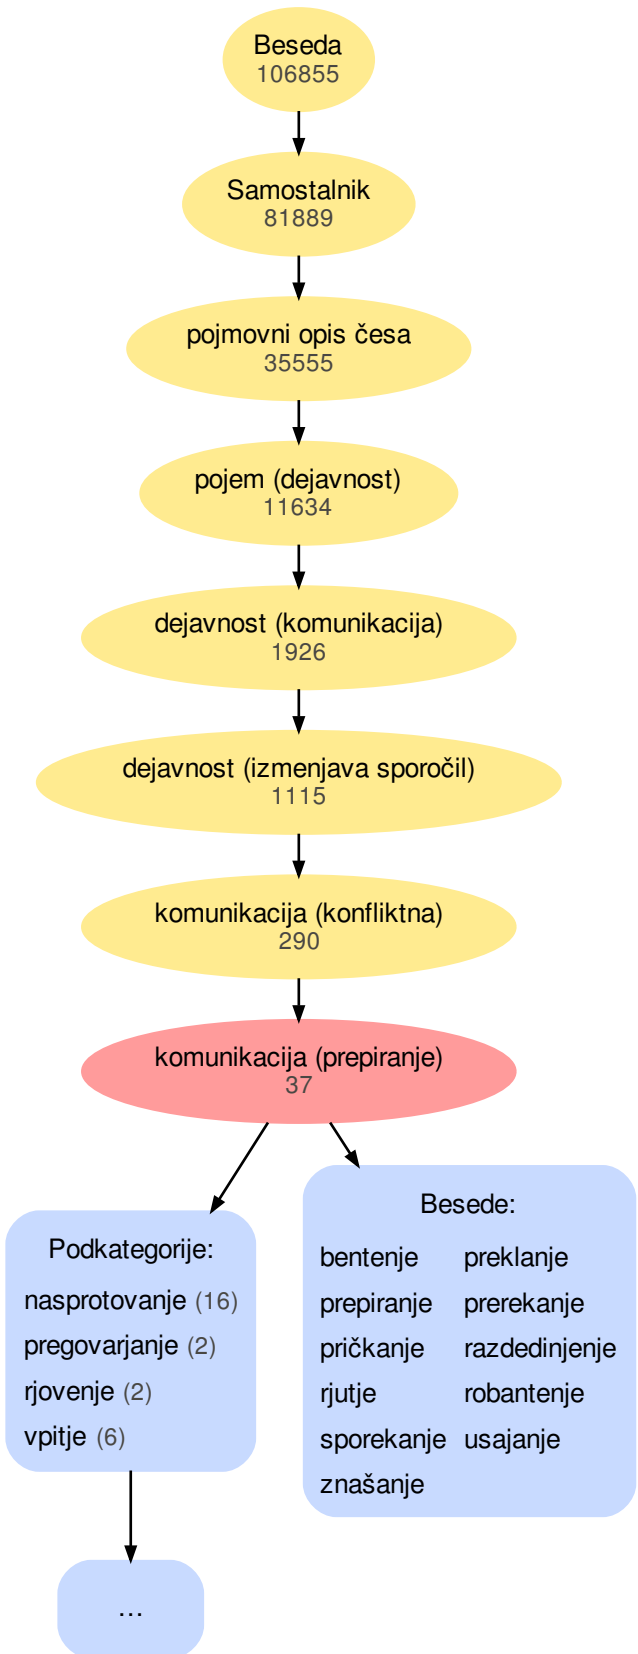 Beseda
106855
Samostalnik
81889
pojmovni opis česa
35555
pojem (dejavnost)
11634
dejavnost (komunikacija)
1926
dejavnost (izmenjava sporočil)
1115
komunikacija (konfliktna)
290
komunikacija (prepiranje)
37
Podkategorije:
nasprotovanje (16)
pregovarjanje (2)
rjovenje (2)
vpitje (6)
...
Besede:
bentenje preklanje
prepiranje prerekanje
pričkanje razdedinjenje
rjutje robantenje
sporekanje usajanje
znašanje